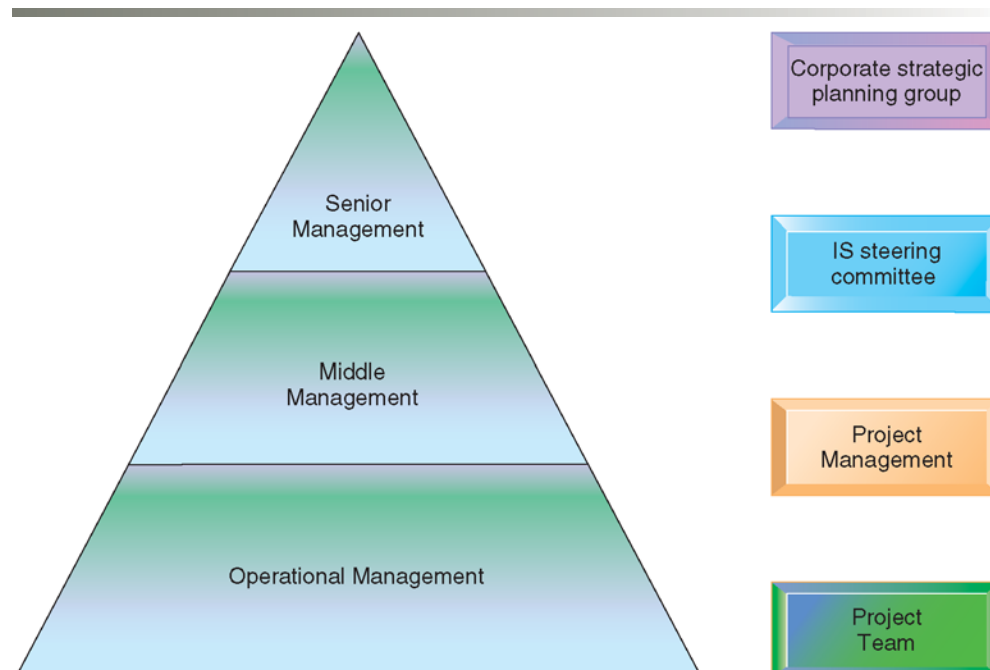 Senior
Management
Middle
Management
Operational Management
Corporate strategic
planning group
IS steering
committee
Project
Management
Project
Team